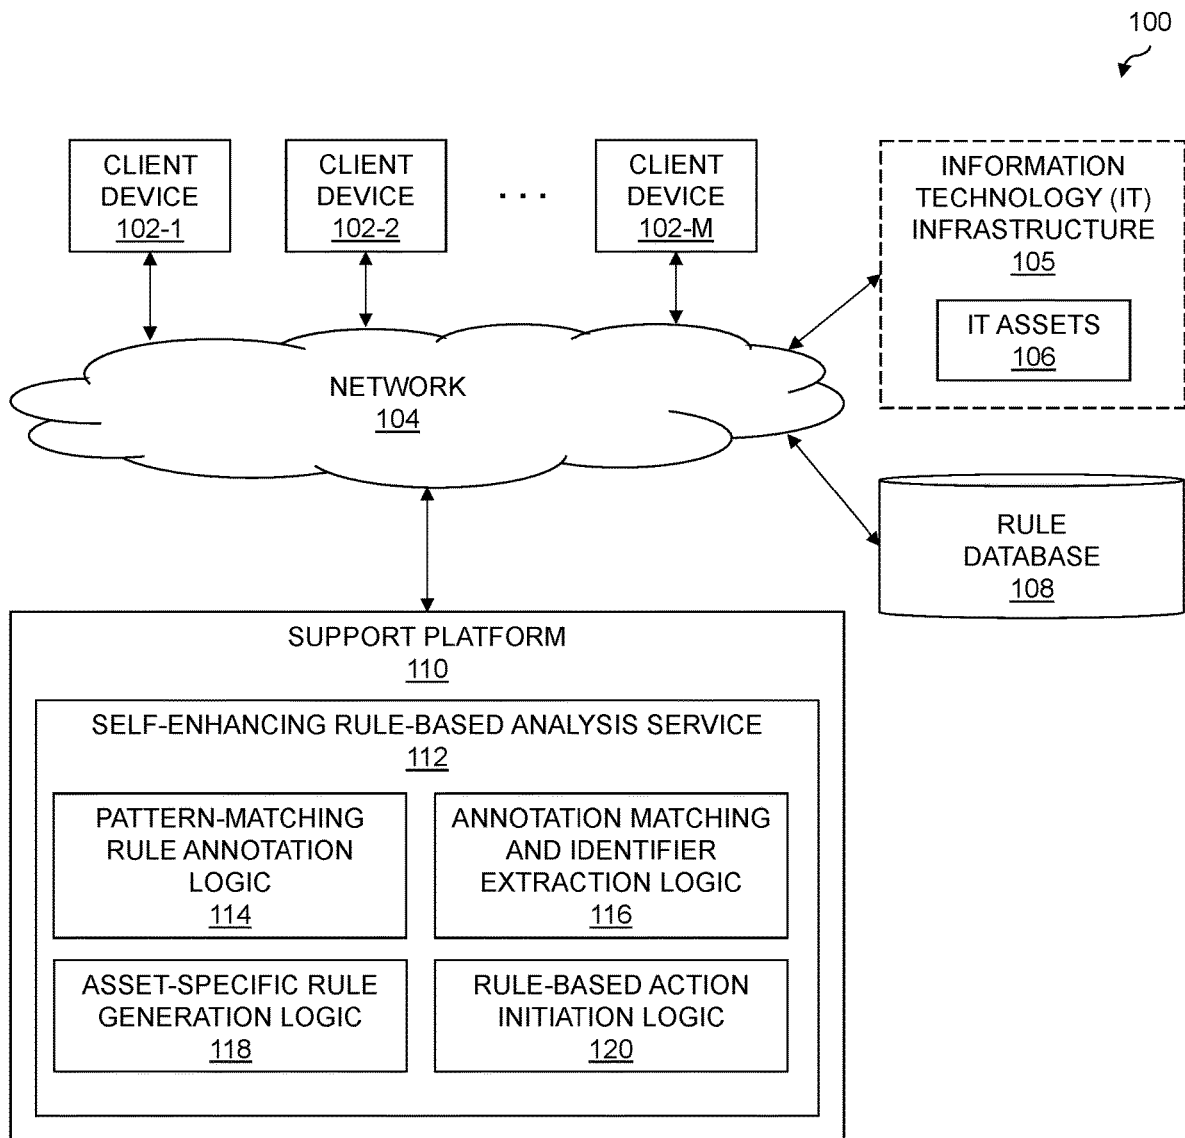 100
CLIENT
DEVICE
102-1
CLIENT
DEVICE
102-2
. . .
CLIENT
DEVICE
102-M
INFORMATION
TECHNOLOGY (IT)
INFRASTRUCTURE
105
IT ASSETS
106
NETWORK
104
RULE
DATABASE
108
SUPPORT PLATFORM
110
SELF-ENHANCING RULE-BASED ANALYSIS SERVICE
112
PATTERN-MATCHING
RULE ANNOTATION
LOGIC
114
ANNOTATION MATCHING
AND IDENTIFIER
EXTRACTION LOGIC
116
ASSET-SPECIFIC RULE
GENERATION LOGIC
118
RULE-BASED ACTION
INITIATION LOGIC
120